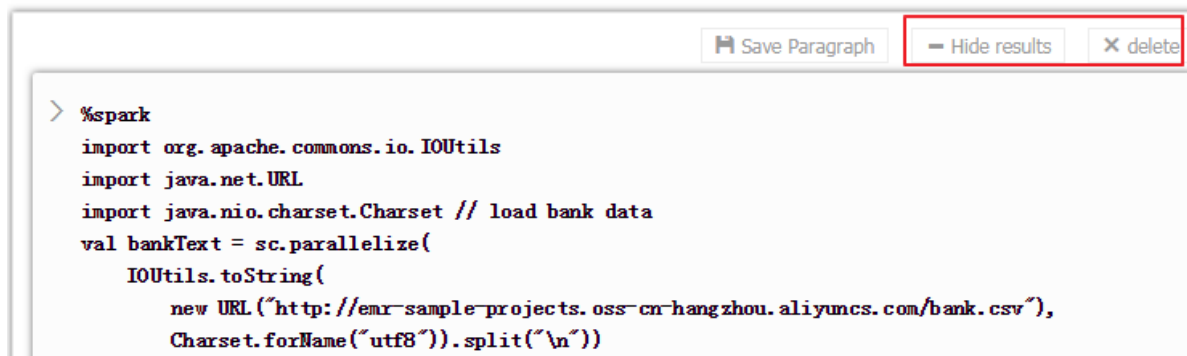 Save Paragraph Hide results delete
%spark
import org.apache.commons.io.IOUtils
import java.net.URL
import java.nio.charset.Charset // load bank data
val bankText = sc.parallelize(
IOUtils.toString(
new URL("http://emr-sample-projects.oss-cn-hangzhou.aliyuncs.com/bank.csv"),
Charset.forName("utf8")).split("\n"))